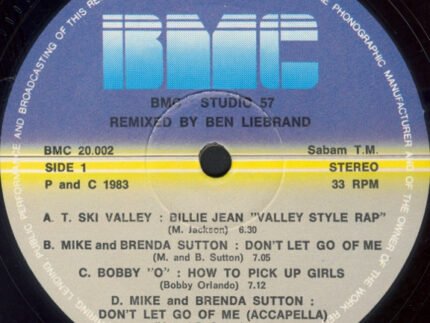 BMC
BMC STUDIO 57
REMIXED BY BEN LIEBRAND
BMC 20.002
Sabam T.M.
SIDE 1
STEREO
P and C 1983
33 RPM
A. T. SKI VALLEY : BILLIE JEAN "VALLEY STYLE RAP"
(M. Jackson) 6.30
B. MIKE and BRENDA SUTTON : DON'T LET GO OF ME
(M. and B. Sutton) 7.05
C. BOBBY "O" : HOW TO PICK UP GIRLS
(Bobby Orlando) 7.12
D. MIKE and BRENDA SUTTON :
DON'T LET GO OF ME (ACCAPELLA)
LENDING, PUBLIC PERFORMANCE AND BROADCASTING OF THIS RE
PHONOGRAPHIC MANUFACTURER AND OF THE OWNER OF THE WORK RE